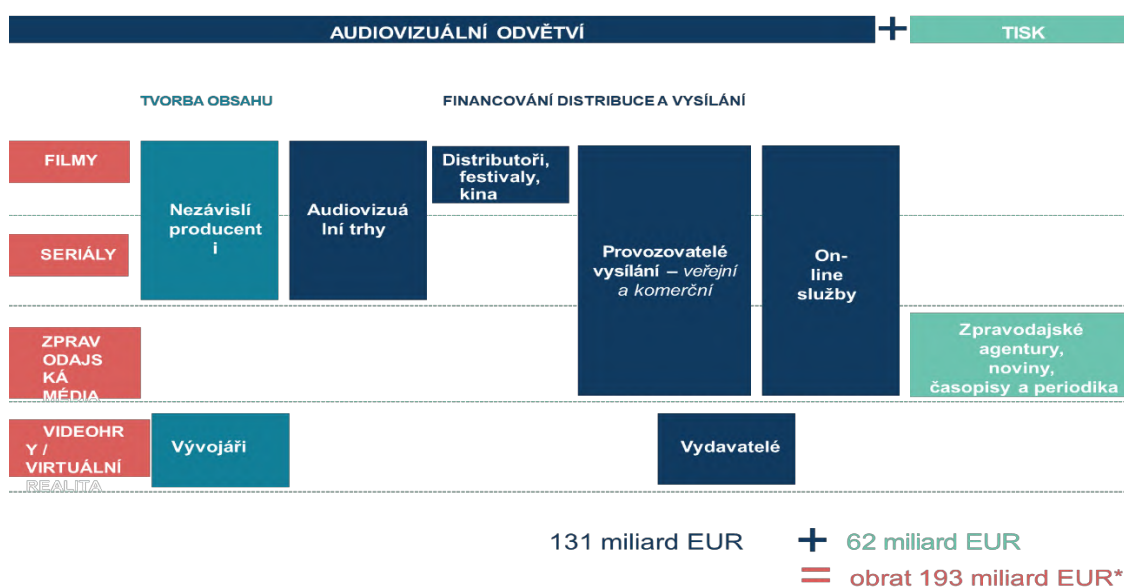 AUDIOVIZUÁLNÍ ODVĚTVÍ
+
TISK
TVORBA OBSAHU
FINANCOVÁNÍ DISTRIBUCE A VYSÍLÁNÍ
FILMY
Nezávislí
producent
i
Audiovizuá
lní trhy
Distributoři,
festivaly,
kina
Provozovatelé
vysílání – veřejní
a komerční
On-
line
služby
SERIÁLY
ZPRAV
ODAJS
KÁ
MÉDIA
Zpravodajské
agentury,
noviny,
časopisy a periodika
VIDEOHR
Y /
VIRTUÁLNÍ
REALITA
Vývojáři
Vydavatelé
131 miliard EUR + 62 miliard EUR
= obrat 193 miliard EUR*